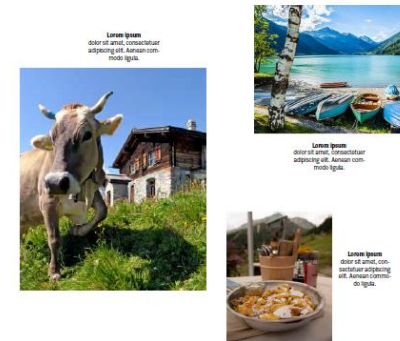 Lorem ipsum
dolor sit amet, consectetuer
adipiscing elit. Aenean com-
modo ligula.
Lorem ipsum
dolor sit amet, consectetuer
adipiscing elit. Aenean com-
modo ligula.
Lorem ipsum
dolor sit amet, con-
sectetuer adipiscing
elit. Aenean commo-
do ligula.